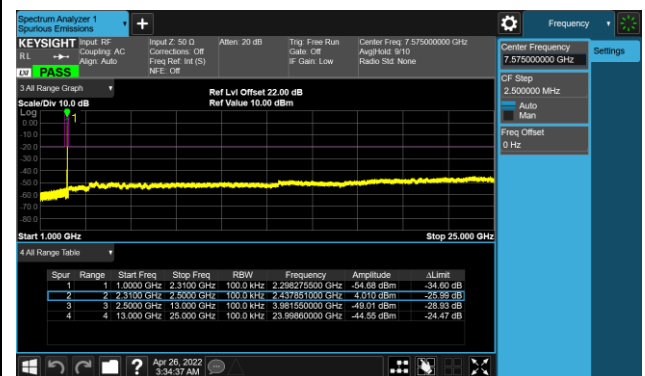 Spectrum Analyzer 1
Spurious Emissions
+
Frequency
KEYSIGHT Input: RF
Coupling: AC
Align: Auto
Input Z: 50 Ω
Corrections: Off
Freq Ref: Int (S)
NFE: Off
Atten: 20 dB
Trig: Free Run
Gate: Off
IF Gain: Low
Center Freq: 7.575000000 GHz
Avg|Hold: 9/10
Radio Std: None
R L
LXI PASS
Center Frequency
7.575000000 GHz
Settings
CF Step
2.500000 MHz
Auto
Man
Freq Offset
0 Hz
3 All Range Graph
Scale/Div 10.0 dB
Ref Lvl Offset 22.00 dB
Ref Value 10.00 dBm
Log
1
0.00
-10.0
-20.0
-30.0
-40.0
-50.0
-60.0
-70.0
-80.0
Start 1.000 GHz
Stop 25.000 GHz
4 All Range Table
Spur Range Start Freq Stop Freq RBW Frequency Amplitude ΔLimit
1 1 1.0000 GHz 2.3100 GHz 100.0 kHz 2.298275500 GHz -54.68 dBm -34.60 dB
2 2 2.3100 GHz 2.5000 GHz 100.0 kHz 2.437851000 GHz 4.010 dBm -25.99 dB
3 3 2.5000 GHz 13.000 GHz 100.0 kHz 3.981550000 GHz -49.01 dBm -28.93 dB
4 4 13.000 GHz 25.000 GHz 100.0 kHz 23.99860000 GHz -44.55 dBm -24.47 dB
?
Apr 26, 2022
3:34:37 AM